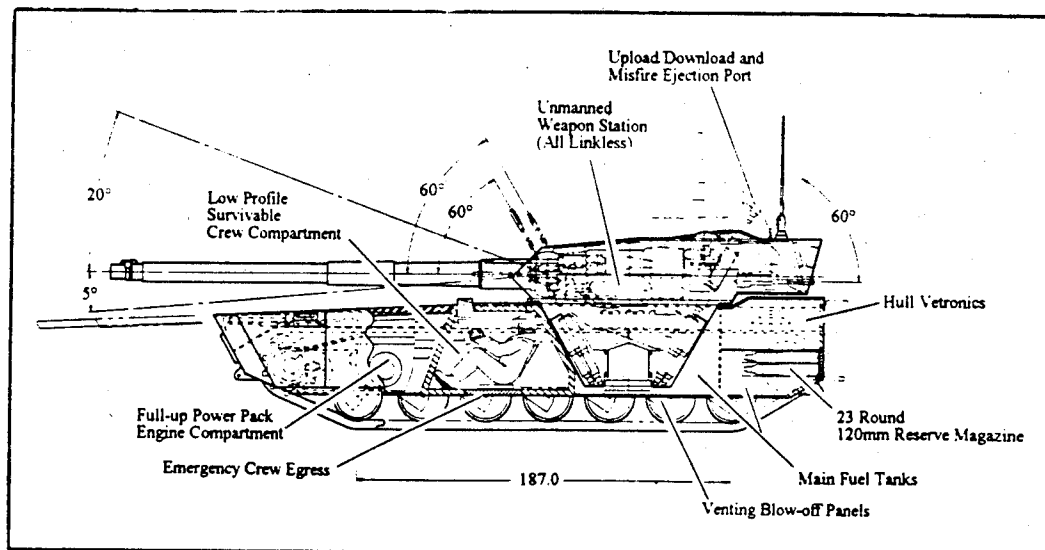 Upload Download and
Misfire Ejection Port
Unmanned
Weapon Station
(All Linkless)
20°
60°
60°
60°
Low Profile
Survivable
Crew Compartment
5°
Hull Vetronics
Full-up Power Pack
Engine Compartment
23 Round
120mm Reserve Magazine
Emergency Crew Egress
187.0
Main Fuel Tanks
Venting Blow-off Panels